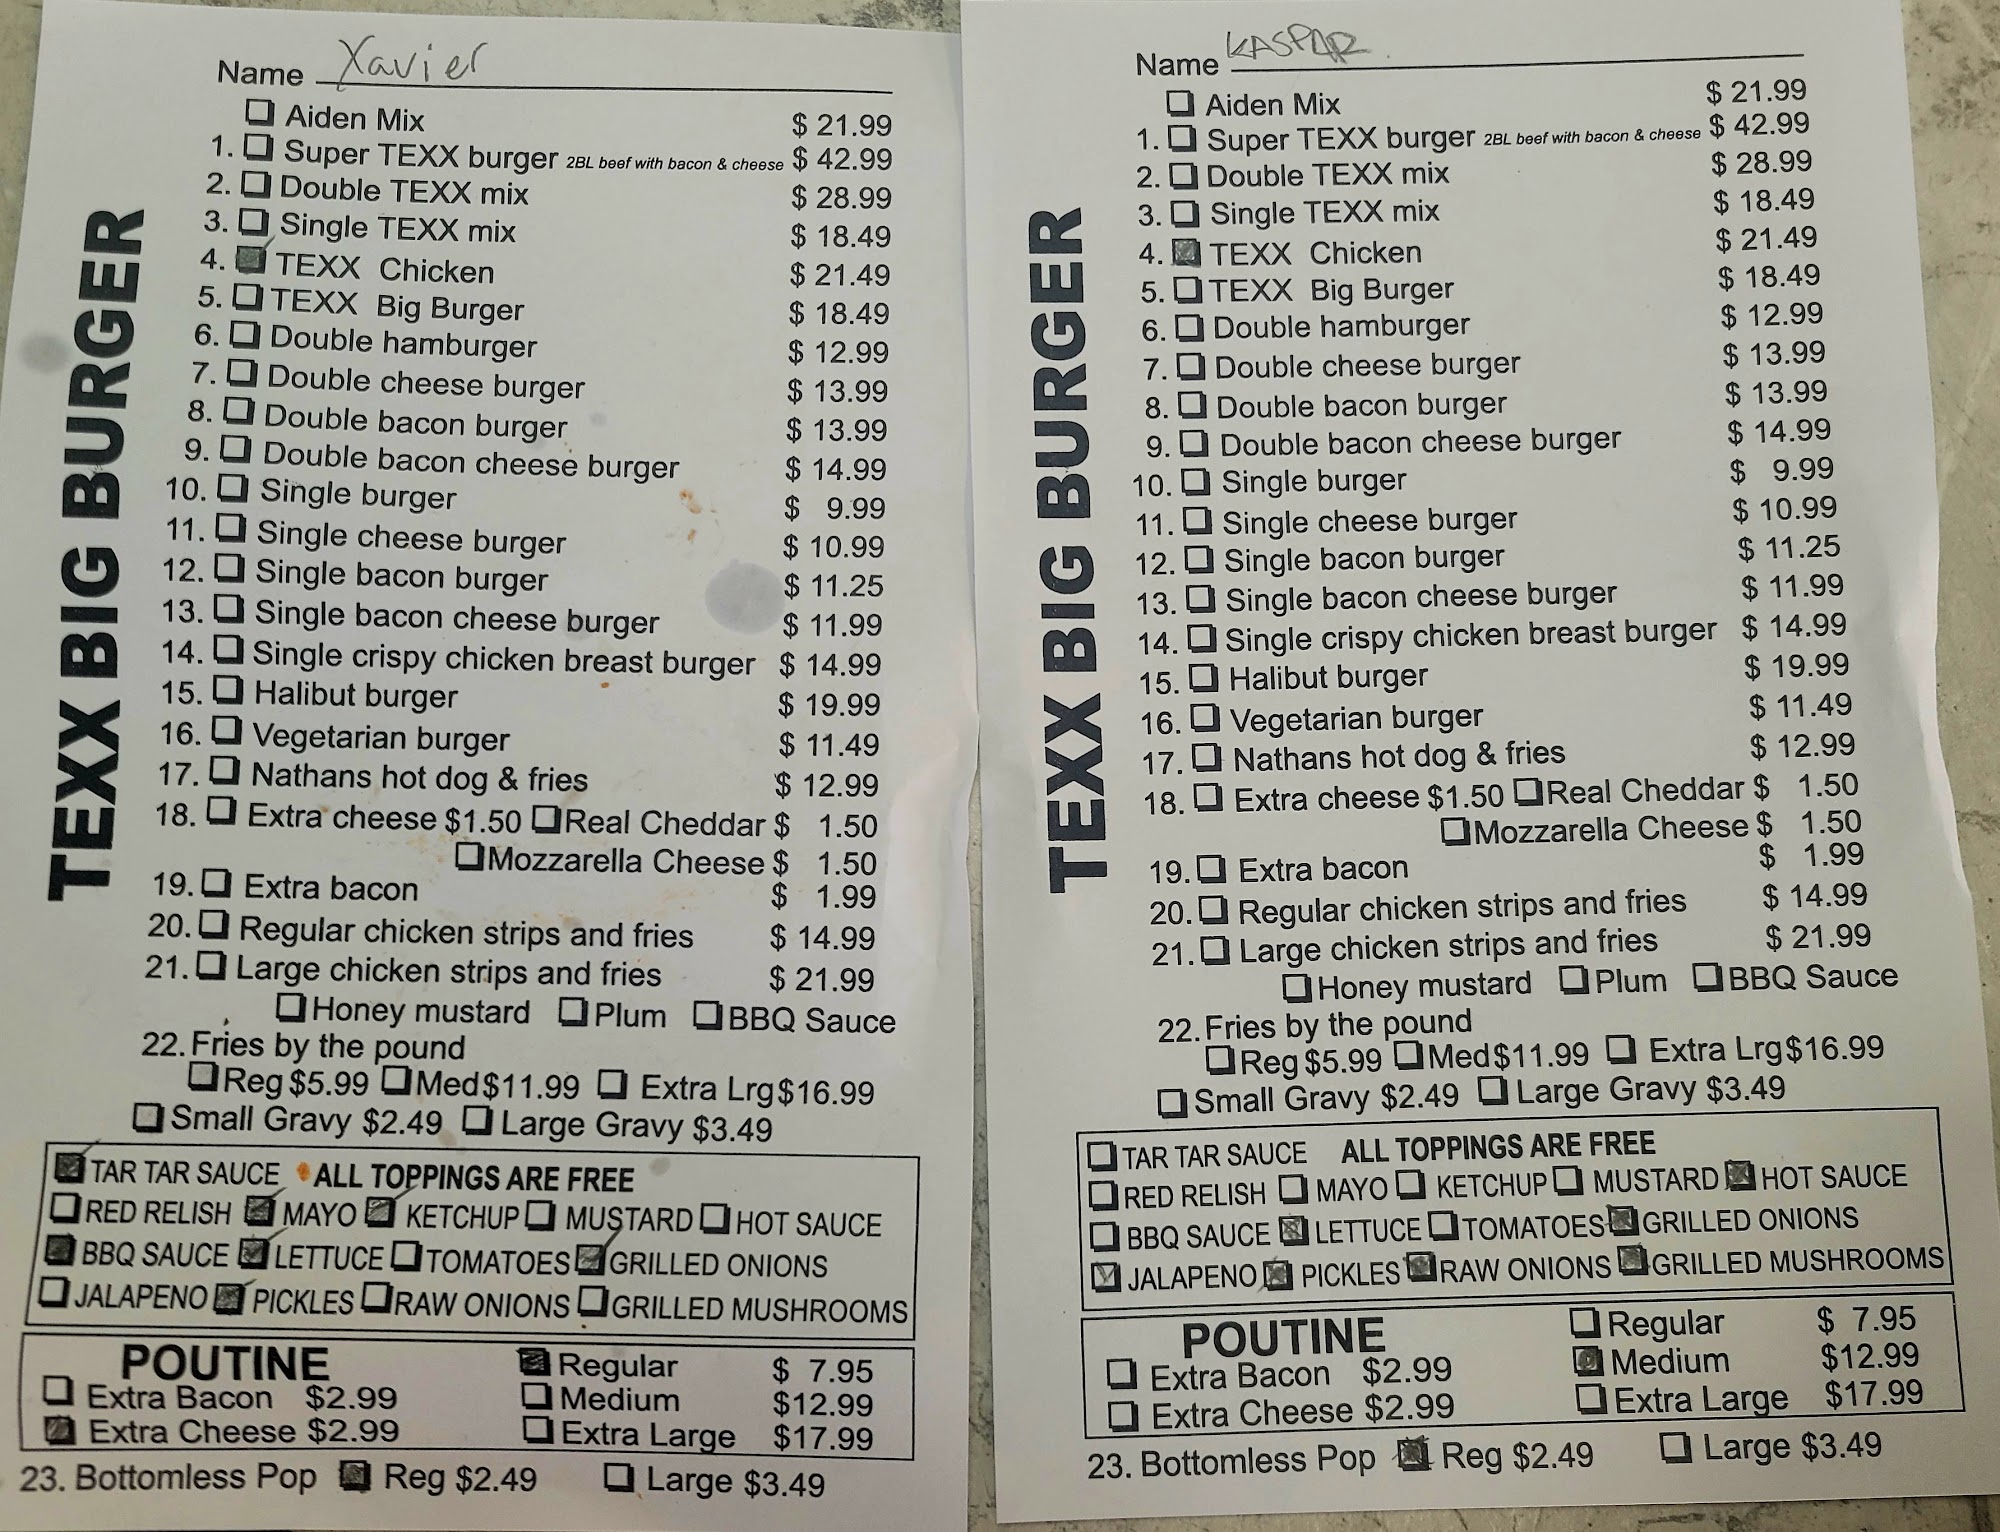 Name Xavier
TEXX BIG BURGER
Aiden Mix $ 21.99
1. Super TEXX burger 2BL beef with bacon & cheese $ 42.99
2. Double TEXX mix $ 28.99
3. Single TEXX mix $ 18.49
4. TEXX Chicken $ 21.49
5. TEXX Big Burger $ 18.49
6. Double hamburger $ 12.99
7. Double cheese burger $ 13.99
8. Double bacon burger $ 13.99
9. Double bacon cheese burger $ 14.99
10. Single burger $ 9.99
11. Single cheese burger $ 10.99
12. Single bacon burger $ 11.25
13. Single bacon cheese burger $ 11.99
14. Single crispy chicken breast burger $ 14.99
15. Halibut burger $ 19.99
16. Vegetarian burger $ 11.49
17. Nathans hot dog & fries $ 12.99
18. Extra cheese $1.50 Real Cheddar $ 1.50
Mozzarella Cheese $ 1.50
19. Extra bacon $ 1.99
20. Regular chicken strips and fries $ 14.99
21. Large chicken strips and fries $ 21.99
Honey mustard Plum BBQ Sauce
22. Fries by the pound
Reg $5.99 Med $11.99 Extra Lrg $16.99
Small Gravy $2.49 Large Gravy $3.49
TAR TAR SAUCE ALL TOPPINGS ARE FREE
RED RELISH MAYO KETCHUP MUSTARD HOT SAUCE
BBQ SAUCE LETTUCE TOMATOES GRILLED ONIONS
JALAPENO PICKLES RAW ONIONS GRILLED MUSHROOMS
POUTINE Regular $ 7.95
Extra Bacon $2.99 Medium $12.99
Extra Cheese $2.99 Extra Large $17.99
23. Bottomless Pop Reg $2.49 Large $3.49
Name KASPAR
TEXX BIG BURGER
Aiden Mix $ 21.99
1. Super TEXX burger 2BL beef with bacon & cheese $ 42.99
2. Double TEXX mix $ 28.99
3. Single TEXX mix $ 18.49
4. TEXX Chicken $ 21.49
5. TEXX Big Burger $ 18.49
6. Double hamburger $ 12.99
7. Double cheese burger $ 13.99
8. Double bacon burger $ 13.99
9. Double bacon cheese burger $ 14.99
10. Single burger $ 9.99
11. Single cheese burger $ 10.99
12. Single bacon burger $ 11.25
13. Single bacon cheese burger $ 11.99
14. Single crispy chicken breast burger $ 14.99
15. Halibut burger $ 19.99
16. Vegetarian burger $ 11.49
17. Nathans hot dog & fries $ 12.99
18. Extra cheese $1.50 Real Cheddar $ 1.50
Mozzarella Cheese $ 1.50
19. Extra bacon $ 1.99
20. Regular chicken strips and fries $ 14.99
21. Large chicken strips and fries $ 21.99
Honey mustard Plum BBQ Sauce
22. Fries by the pound
Reg $5.99 Med $11.99 Extra Lrg $16.99
Small Gravy $2.49 Large Gravy $3.49
TAR TAR SAUCE ALL TOPPINGS ARE FREE
RED RELISH MAYO KETCHUP MUSTARD HOT SAUCE
BBQ SAUCE LETTUCE TOMATOES GRILLED ONIONS
JALAPENO PICKLES RAW ONIONS GRILLED MUSHROOMS
POUTINE Regular $ 7.95
Extra Bacon $2.99 Medium $12.99
Extra Cheese $2.99 Extra Large $17.99
23. Bottomless Pop Reg $2.49 Large $3.49